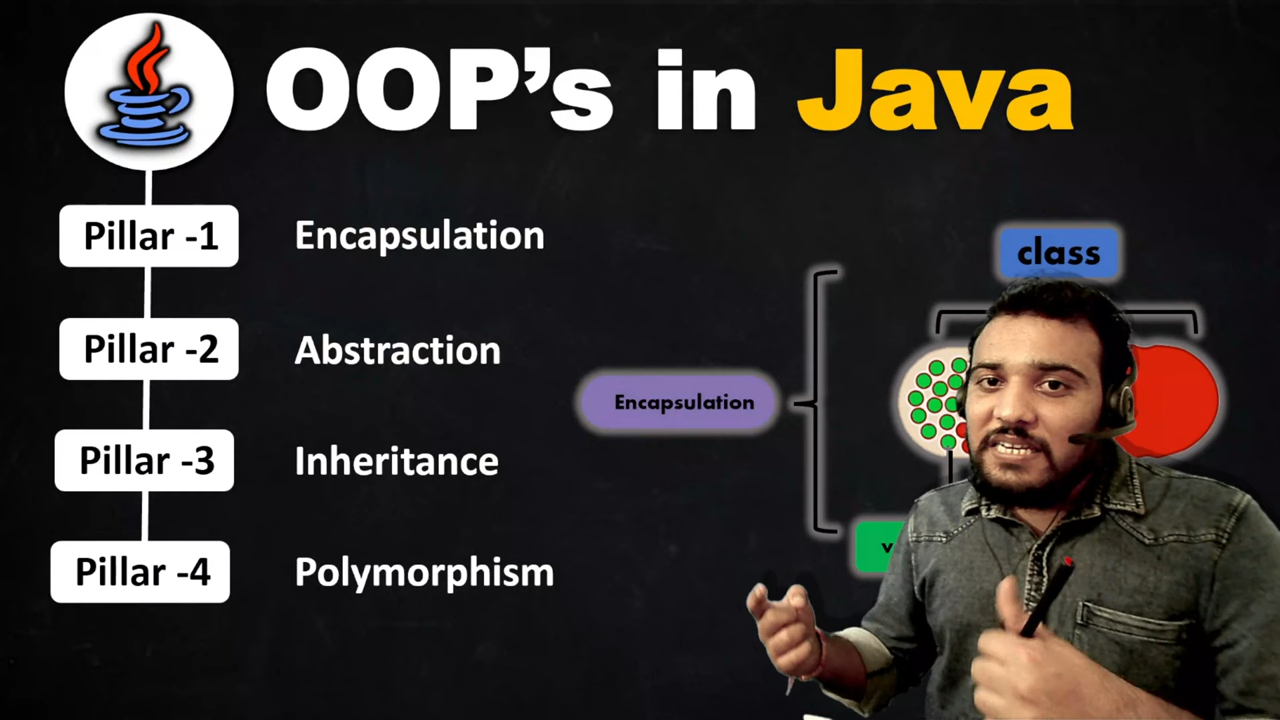 OOP's in Java
Pillar -1 Encapsulation
Pillar -2 Abstraction
Pillar -3 Inheritance
Pillar -4 Polymorphism
class
Encapsulation